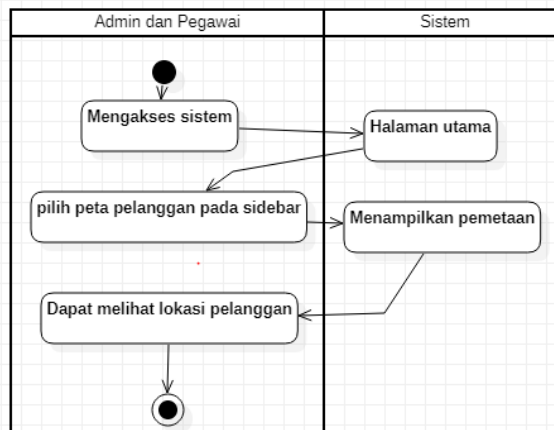 Admin dan Pegawai
Sistem
Mengakses sistem
Halaman utama
pilih peta pelanggan pada sidebar
Menampilkan pemetaan
Dapat melihat lokasi pelanggan